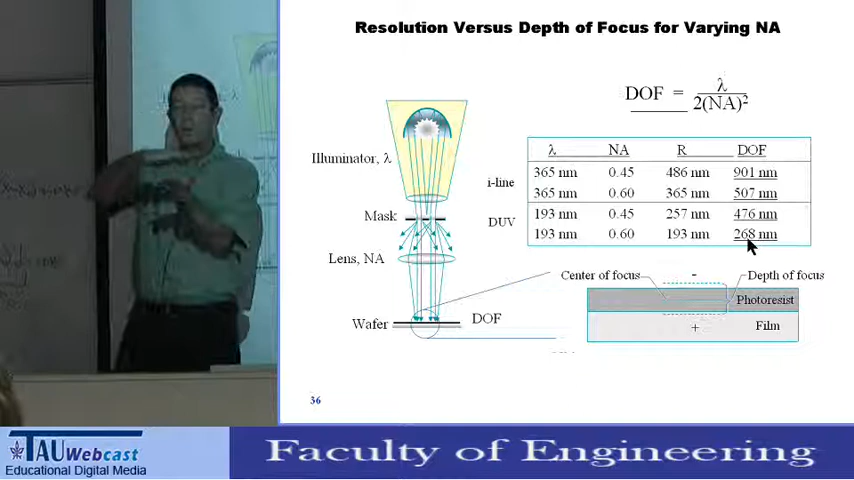 Resolution Versus Depth of Focus for Varying NA
DOF = λ
2(NA)²
Illuminator, λ
Mask
Lens, NA
Wafer
DOF
λ NA R DOF
i-line
365 nm 0.45 486 nm 901 nm
365 nm 0.60 365 nm 507 nm
DUV
193 nm 0.45 257 nm 476 nm
193 nm 0.60 193 nm 268 nm
Center of focus - Depth of focus
Photoresist
+ Film
36
TAU Webcast
Educational Digital Media
Faculty of Engineering